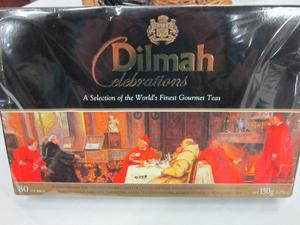 Dilmah
Celebrations
A Selection of the World's Finest Gourmet Teas
80
150g